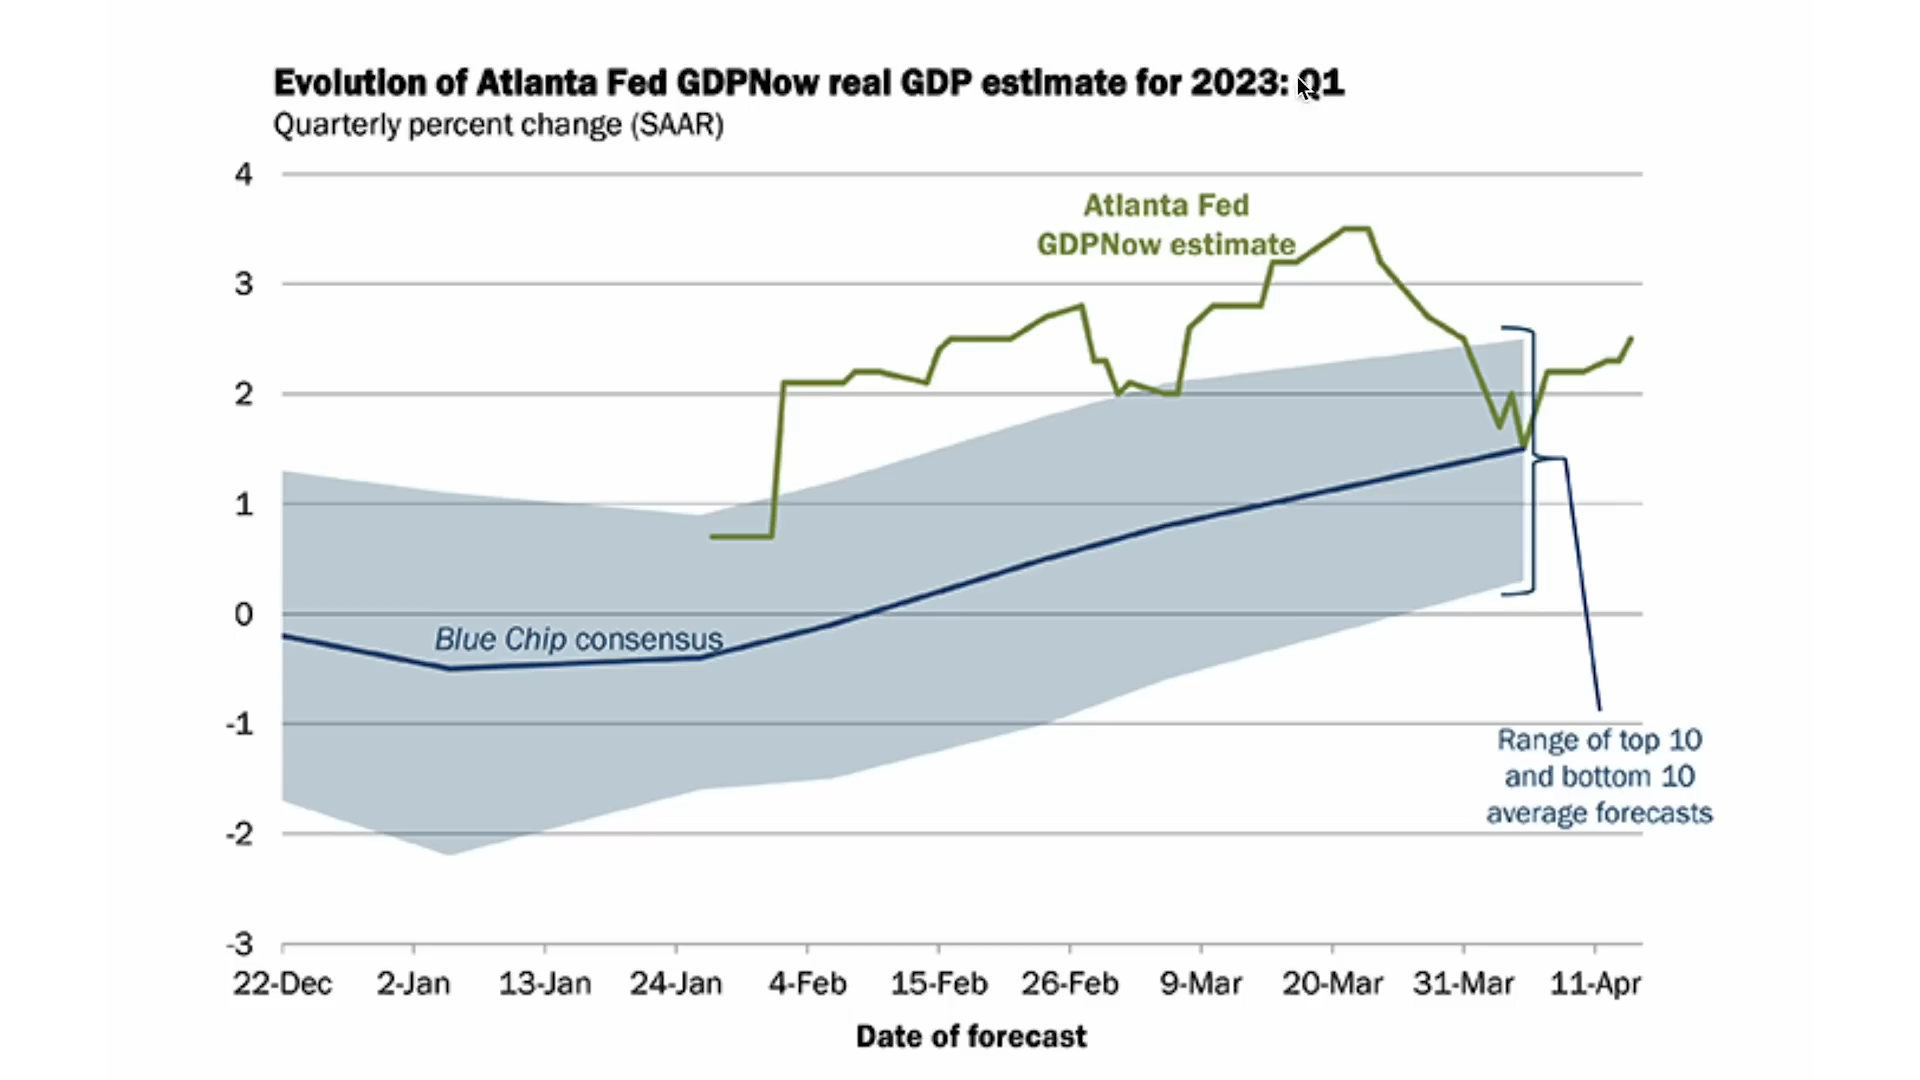 Evolution of Atlanta Fed GDPNow real GDP estimate for 2023: Q1
Quarterly percent change (SAAR)
4
3
2
1
0
-1
-2
-3
Atlanta Fed
GDPNow estimate
Blue Chip consensus
Range of top 10
and bottom 10
average forecasts
22-Dec 2-Jan 13-Jan 24-Jan 4-Feb 15-Feb 26-Feb 9-Mar 20-Mar 31-Mar 11-Apr
Date of forecast